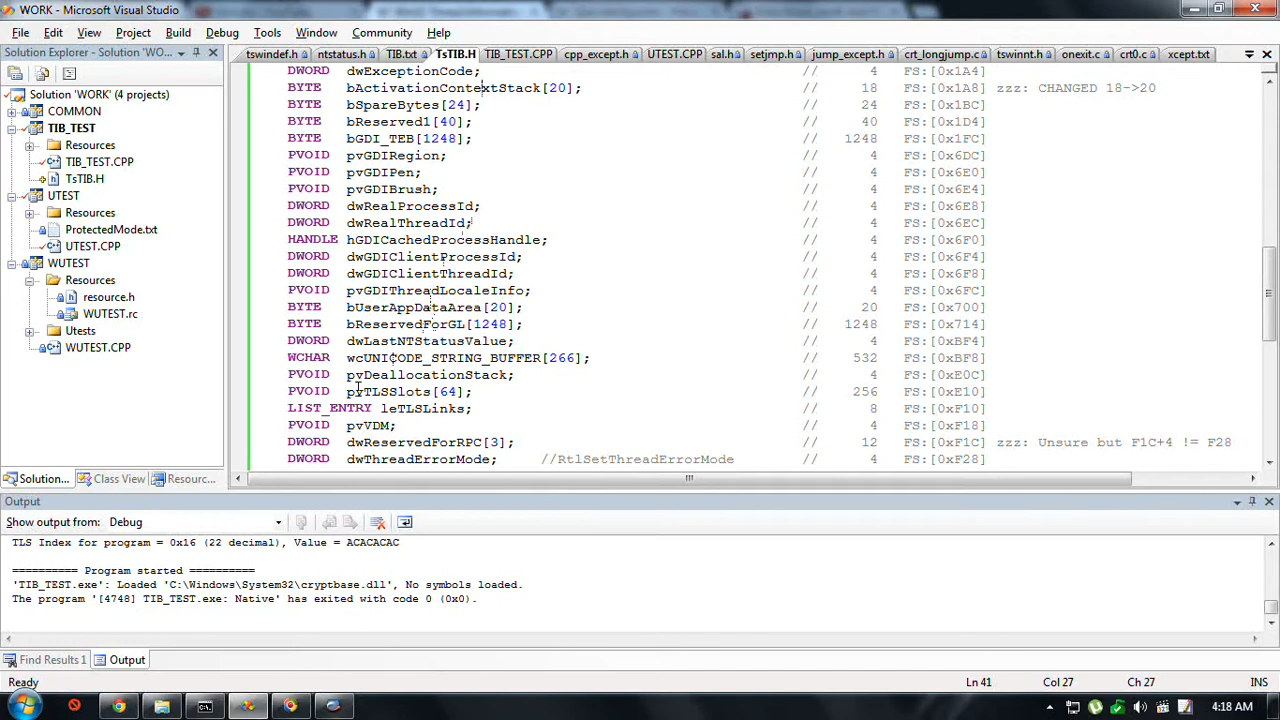 WORK - Microsoft Visual Studio
File Edit View Project Build Debug Tools Window Community Help
Solution Explorer - Solution 'WO...
tswindef.h ntstatus.h TIB.txt TsTIB.H TIB_TEST.CPP cpp_except.h UTEST.CPP sal.h setjmp.h jump_except.h crt_longjump.c tswinnt.h onexit.c crt0.c xcept.txt
Solution 'WORK' (4 projects)
COMMON
TIB_TEST
Resources
TIB_TEST.CPP
TsTIB.H
UTEST
Resources
ProtectedMode.txt
UTEST.CPP
WUTEST
Resources
resource.h
WUTEST.rc
Utests
WUTEST.CPP
Solution... Class View Resourc...
DWORD dwExceptionCode; // 4 FS:[0x1A4]
BYTE bActivationContextStack[20]; // 18 FS:[0x1A8] zzz: CHANGED 18->20
BYTE bSpareBytes[24]; // 24 FS:[0x1BC]
BYTE bReserved1[40]; // 40 FS:[0x1D4]
BYTE bGDI_TEB[1248]; // 1248 FS:[0x1FC]
PVOID pvGDIRegion; // 4 FS:[0x6DC]
PVOID pvGDIPen; // 4 FS:[0x6E0]
PVOID pvGDIBrush; // 4 FS:[0x6E4]
DWORD dwRealProcessId; // 4 FS:[0x6E8]
DWORD dwRealThreadId; // 4 FS:[0x6EC]
HANDLE hGDICachedProcessHandle; // 4 FS:[0x6F0]
DWORD dwGDIClientProcessId; // 4 FS:[0x6F4]
DWORD dwGDIClientThreadId; // 4 FS:[0x6F8]
PVOID pvGDIThreadLocaleInfo; // 4 FS:[0x6FC]
BYTE bUserAppDataArea[20]; // 20 FS:[0x700]
BYTE bReservedForGL[1248]; // 1248 FS:[0x714]
DWORD dwLastNTStatusValue; // 4 FS:[0xBF4]
WCHAR wcUNICODE_STRING_BUFFER[266]; // 532 FS:[0xBF8]
PVOID pvDeallocationStack; // 4 FS:[0xE0C]
PVOID pvTLSSlots[64]; // 256 FS:[0xE10]
LIST_ENTRY leTLSLinks; // 8 FS:[0xF10]
PVOID pvVDM; // 4 FS:[0xF18]
DWORD dwReservedForRPC[3]; // 12 FS:[0xF1C] zzz: Unsure but F1C+4 != F28
DWORD dwThreadErrorMode; //RtlSetThreadErrorMode // 4 FS:[0xF28]
Output
Show output from: Debug
TLS Index for program = 0x16 (22 decimal), Value = ACACACAC
========== Program started ==========
'TIB_TEST.exe': Loaded 'C:\Windows\System32\cryptbase.dll', No symbols loaded.
The program '[4748] TIB_TEST.exe: Native' has exited with code 0 (0x0).
Find Results 1 Output
Ready Ln 41 Col 27 Ch 27 INS
4:18 AM